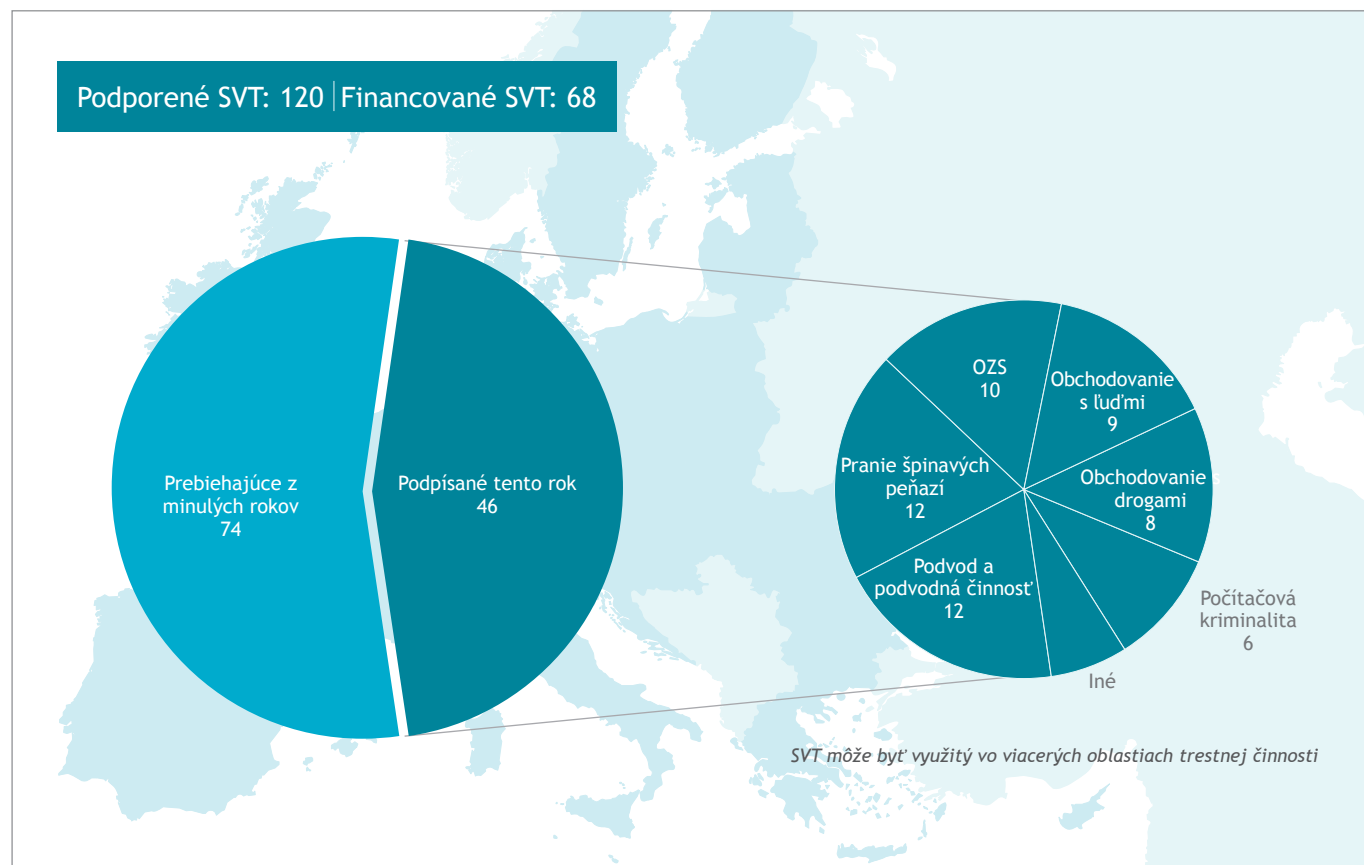 Podporené SVT: 120 | Financované SVT: 68
Prebiehajúce z
minulých rokov
74
Podpísané tento rok
46
OZS
10
Obchodovanie
s ľuďmi
9
Pranie špinavých
peňazí
12
Obchodovanie s
drogami
8
Podvod a
podvodná činnosť
12
Počítačová
kriminalita
6
Iné
SVT môže byť využitý vo viacerých oblastiach trestnej činnosti